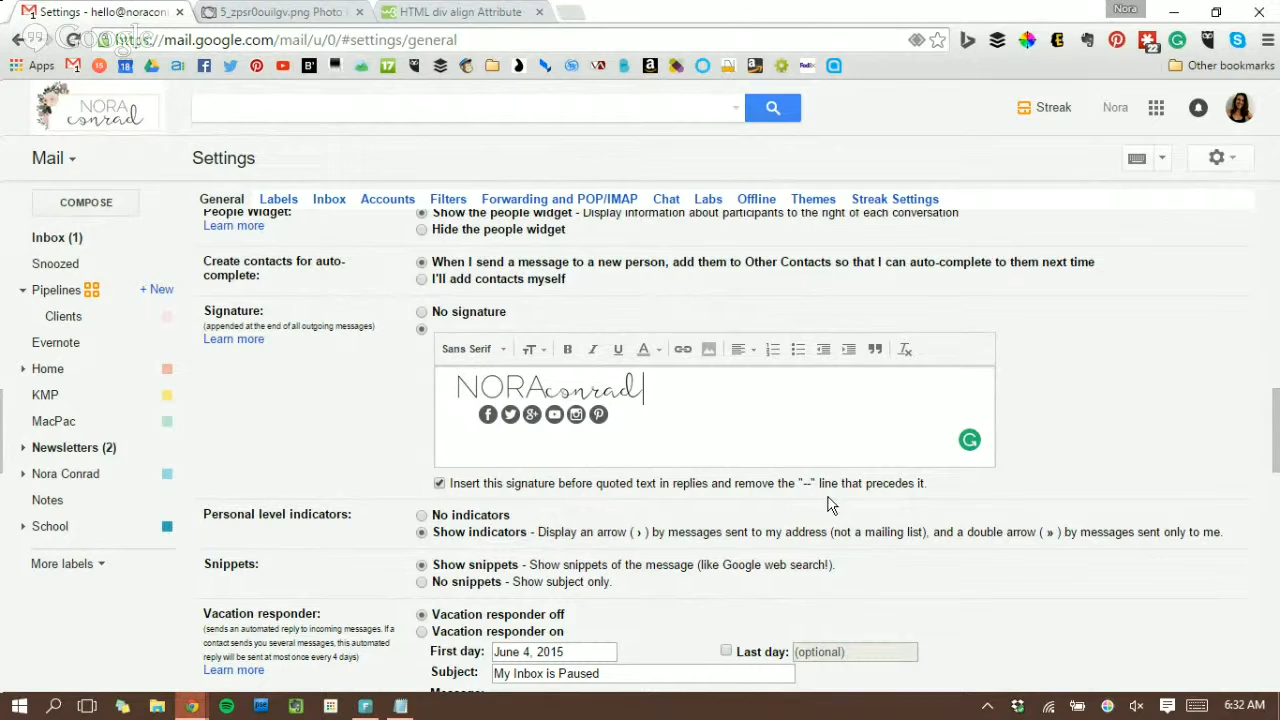 Settings - hello@noraconr
5_zpsr0ouilgv.png Photo
HTML div align Attribute
Nora
Google
https://mail.google.com/mail/u/0/#settings/general
Apps
Other bookmarks
NORA
conrad
Streak
Nora
Mail
Settings
COMPOSE
General Labels Inbox Accounts Filters Forwarding and POP/IMAP Chat Labs Offline Themes Streak Settings
Inbox (1)
Snoozed
Pipelines + New
Clients
Evernote
Home
KMP
MacPac
Newsletters (2)
Nora Conrad
Notes
School
More labels
People Widget:
Learn more
Show the people widget - Display information about participants to the right of each conversation
Hide the people widget
Create contacts for auto-
complete:
When I send a message to a new person, add them to Other Contacts so that I can auto-complete to them next time
I'll add contacts myself
Signature:
(appended at the end of all outgoing messages)
Learn more
No signature
Sans Serif
NORAconrad
Insert this signature before quoted text in replies and remove the "--" line that precedes it.
Personal level indicators:
No indicators
Show indicators - Display an arrow ( › ) by messages sent to my address (not a mailing list), and a double arrow ( » ) by messages sent only to me.
Snippets:
Show snippets - Show snippets of the message (like Google web search!).
No snippets - Show subject only.
Vacation responder:
(sends an automated reply to incoming messages. If a
contact sends you several messages, this automated
reply will be sent at most once every 4 days)
Learn more
Vacation responder off
Vacation responder on
First day: June 4, 2015 Last day: (optional)
Subject: My Inbox is Paused
6:32 AM